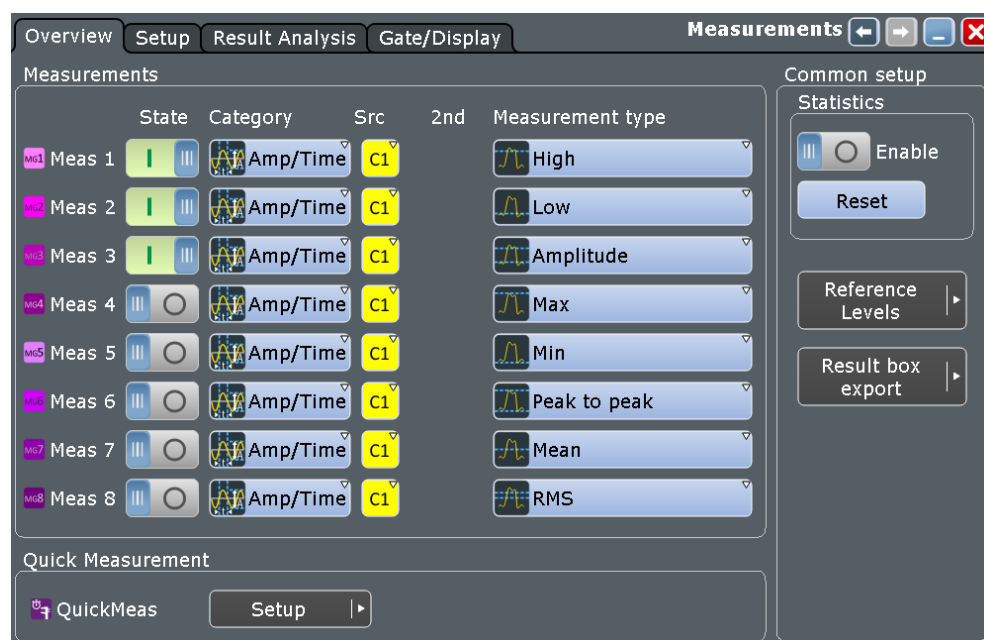 Overview Setup Result Analysis Gate/Display Measurements
Measurements
State Category Src 2nd Measurement type
MG1 Meas 1 Amp/Time C1 High
MG2 Meas 2 Amp/Time C1 Low
MG3 Meas 3 Amp/Time C1 Amplitude
MG4 Meas 4 Amp/Time C1 Max
MG5 Meas 5 Amp/Time C1 Min
MG6 Meas 6 Amp/Time C1 Peak to peak
MG7 Meas 7 Amp/Time C1 Mean
MG8 Meas 8 Amp/Time C1 RMS
Quick Measurement
QuickMeas Setup
Common setup
Statistics
Enable
Reset
Reference
Levels
Result box
export